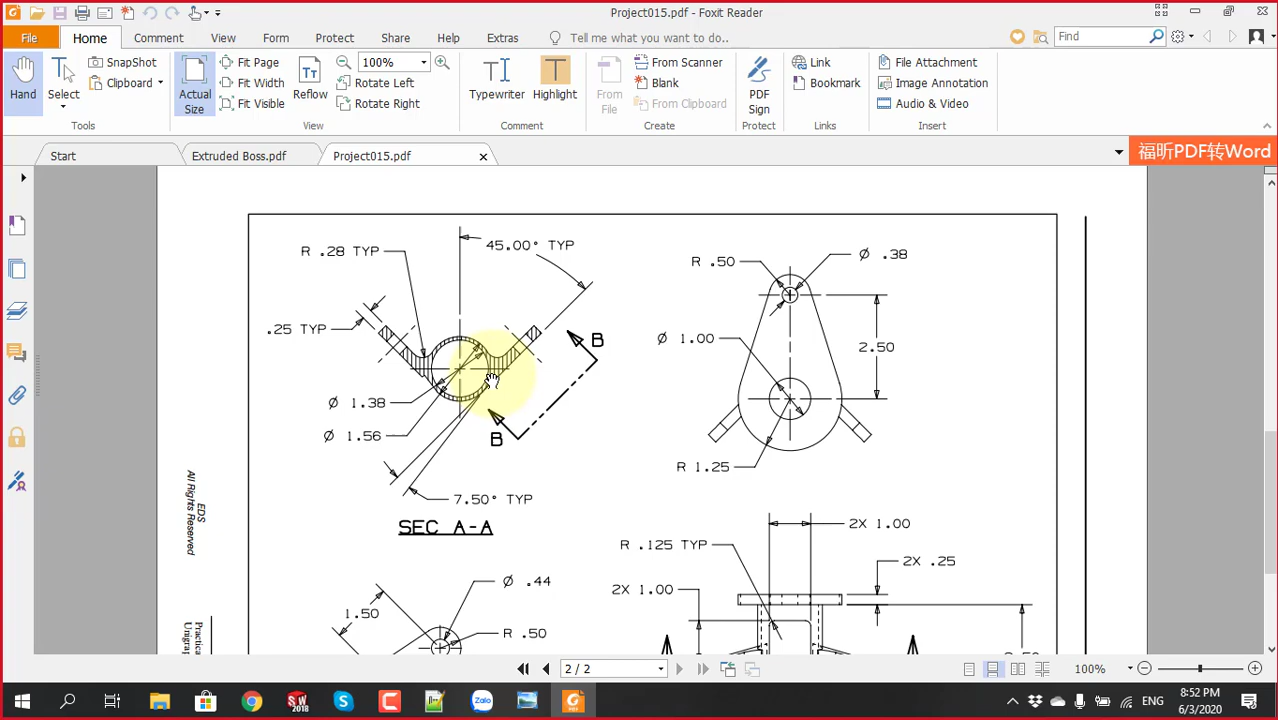 Project015.pdf - Foxit Reader
File Home Comment View Form Protect Share Help Extras Tell me what you want to do.. Find
Hand
Select
SnapShot
Clipboard
Actual
Size
Fit Page
Fit Width
Fit Visible
Reflow
100%
Rotate Left
Rotate Right
Typewriter
Highlight
From
File
From Scanner
Blank
From Clipboard
PDF
Sign
Link
Bookmark
File Attachment
Image Annotation
Audio & Video
Tools View Comment Create Protect Links Insert
Start Extruded Boss.pdf Project015.pdf
福昕PDF转Word
R .28 TYP
45.00° TYP
.25 TYP
B
B
Ø 1.38
Ø 1.56
7.50° TYP
SEC A-A
R .50
Ø .38
Ø 1.00
2.50
R 1.25
EDS
All Rights Reserved
Practica
Unigrap
Ø .44
1.50
R .50
2X 1.00
R .125 TYP
2X .25
2X 1.00
2 / 2
100%
ENG
8:52 PM
6/3/2020